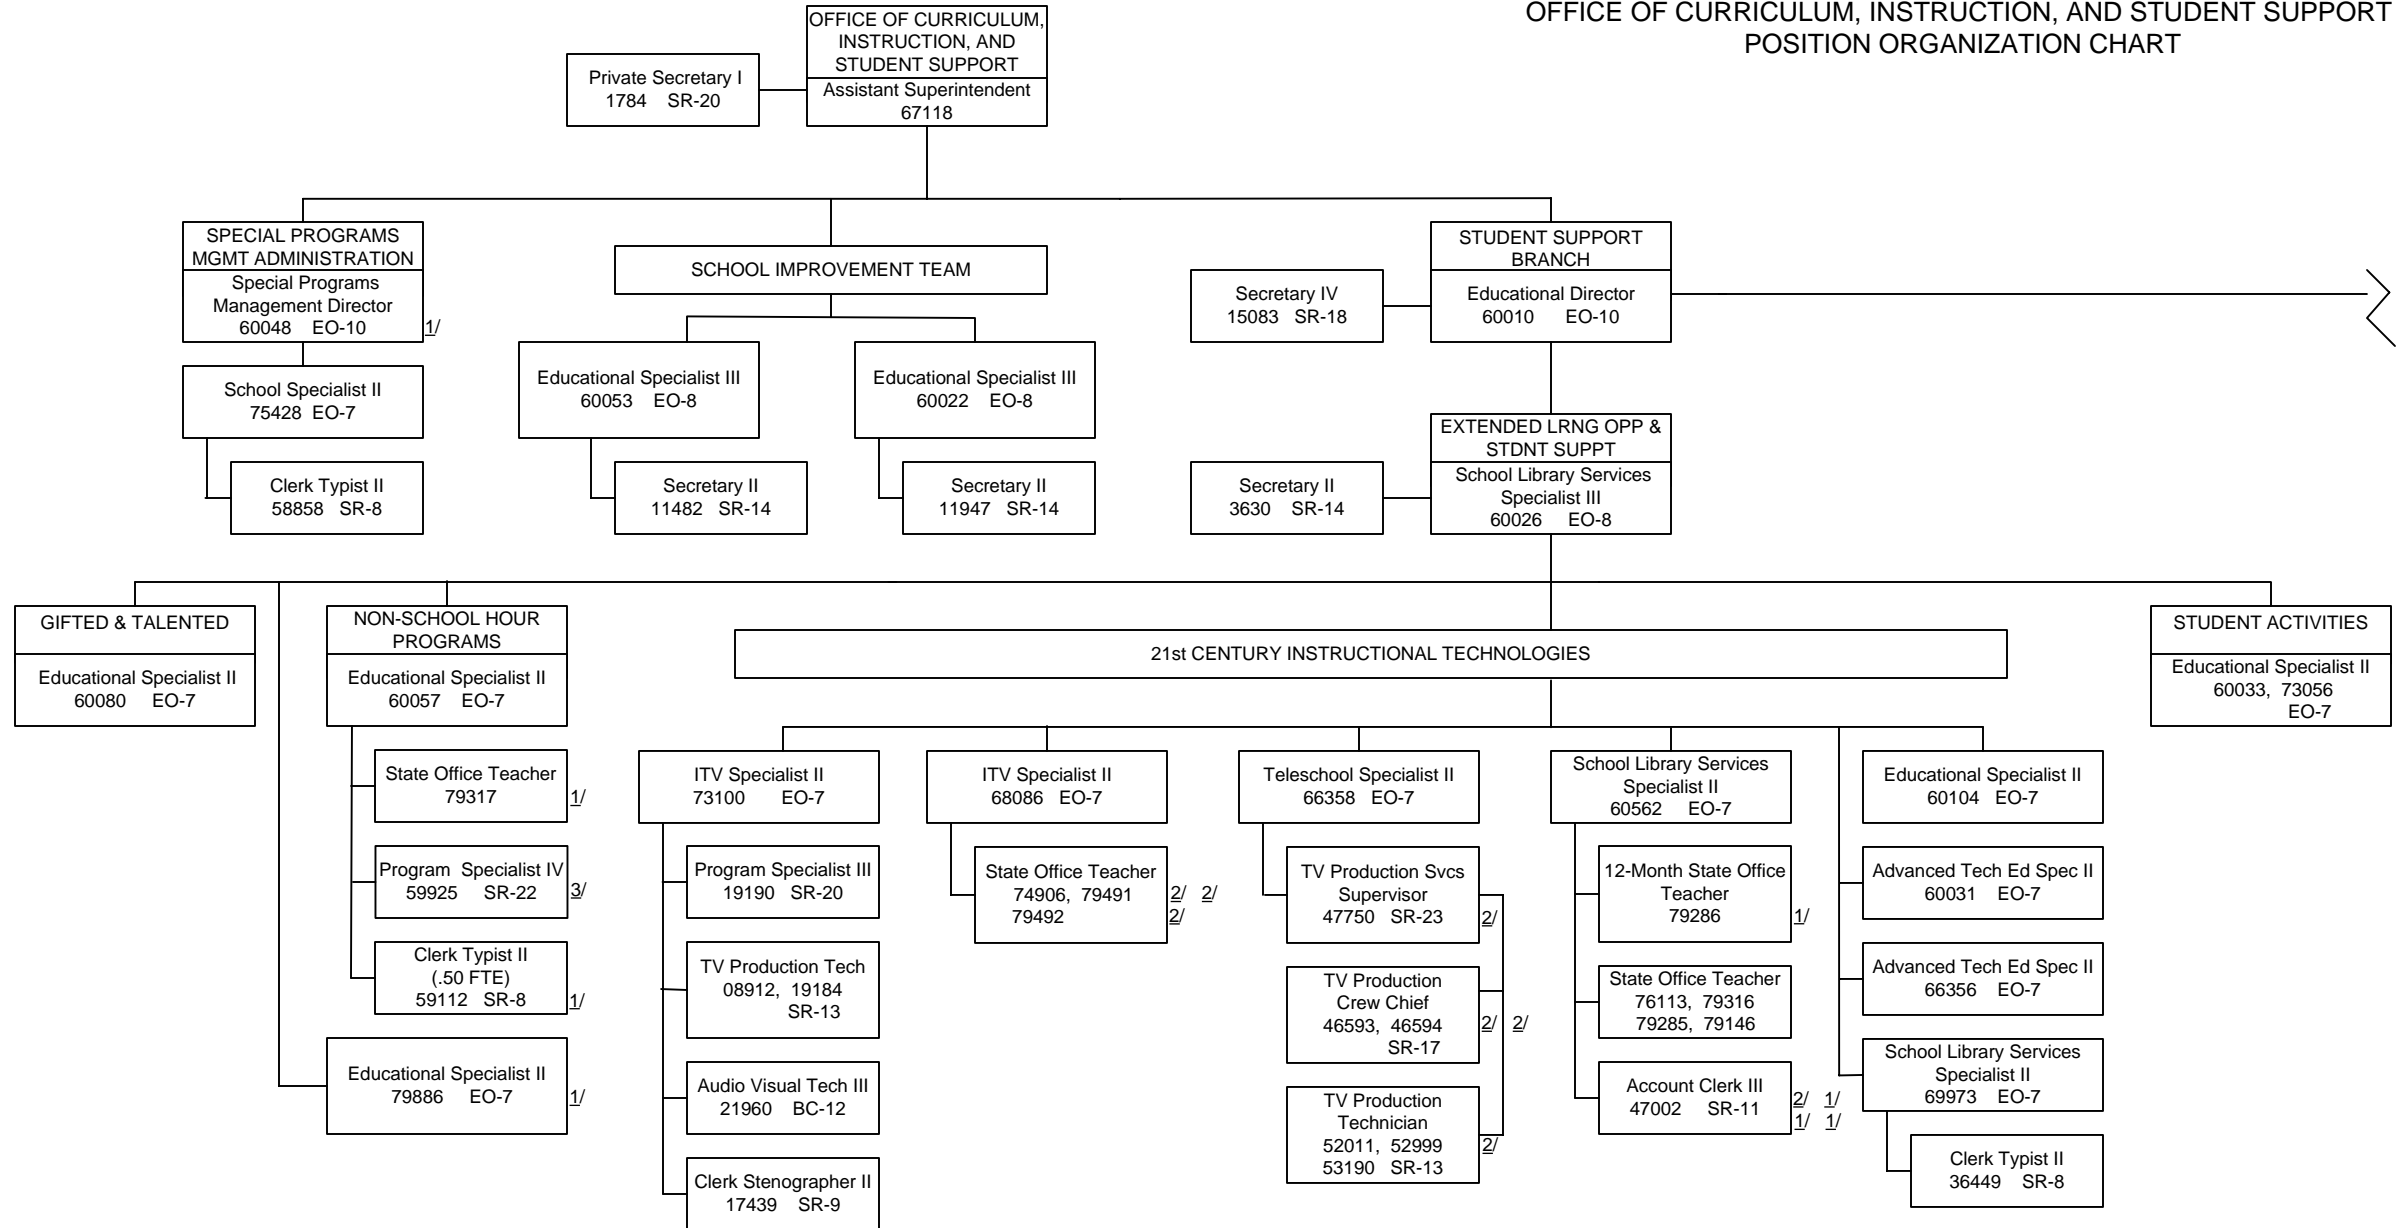 OFFICE OF CURRICULUM, INSTRUCTION, AND STUDENT SUPPORT
POSITION ORGANIZATION CHART
OFFICE OF CURRICULUM,
INSTRUCTION, AND
STUDENT SUPPORT
Assistant Superintendent
67118
Private Secretary I
1784 SR-20
SPECIAL PROGRAMS
MGMT ADMINISTRATION
Special Programs
Management Director
60048 EO-10
1/
School Specialist II
75428 EO-7
Clerk Typist II
58858 SR-8
SCHOOL IMPROVEMENT TEAM
Educational Specialist III
60053 EO-8
Secretary II
11482 SR-14
Educational Specialist III
60022 EO-8
Secretary II
11947 SR-14
STUDENT SUPPORT
BRANCH
Educational Director
60010 EO-10
Secretary IV
15083 SR-18
EXTENDED LRNG OPP &
STDNT SUPPT
School Library Services
Specialist III
60026 EO-8
Secretary II
3630 SR-14
GIFTED & TALENTED
Educational Specialist II
60080 EO-7
NON-SCHOOL HOUR
PROGRAMS
Educational Specialist II
60057 EO-7
State Office Teacher
79317
1/
Program Specialist IV
59925 SR-22
3/
Clerk Typist II
(.50 FTE)
59112 SR-8
1/
Educational Specialist II
79886 EO-7
1/
21st CENTURY INSTRUCTIONAL TECHNOLOGIES
ITV Specialist II
73100 EO-7
Program Specialist III
19190 SR-20
TV Production Tech
08912, 19184
SR-13
Audio Visual Tech III
21960 BC-12
Clerk Stenographer II
17439 SR-9
ITV Specialist II
68086 EO-7
State Office Teacher
74906, 79491
79492
2/ 2/
2/
Teleschool Specialist II
66358 EO-7
TV Production Svcs
Supervisor
47750 SR-23
2/
TV Production
Crew Chief
46593, 46594
SR-17
2/ 2/
TV Production
Technician
52011, 52999
53190 SR-13
2/
School Library Services
Specialist II
60562 EO-7
12-Month State Office
Teacher
79286
1/
State Office Teacher
76113, 79316
79285, 79146
Account Clerk III
47002 SR-11
2/ 1/
1/ 1/
Educational Specialist II
60104 EO-7
Advanced Tech Ed Spec II
60031 EO-7
Advanced Tech Ed Spec II
66356 EO-7
School Library Services
Specialist II
69973 EO-7
Clerk Typist II
36449 SR-8
STUDENT ACTIVITIES
Educational Specialist II
60033, 73056
EO-7